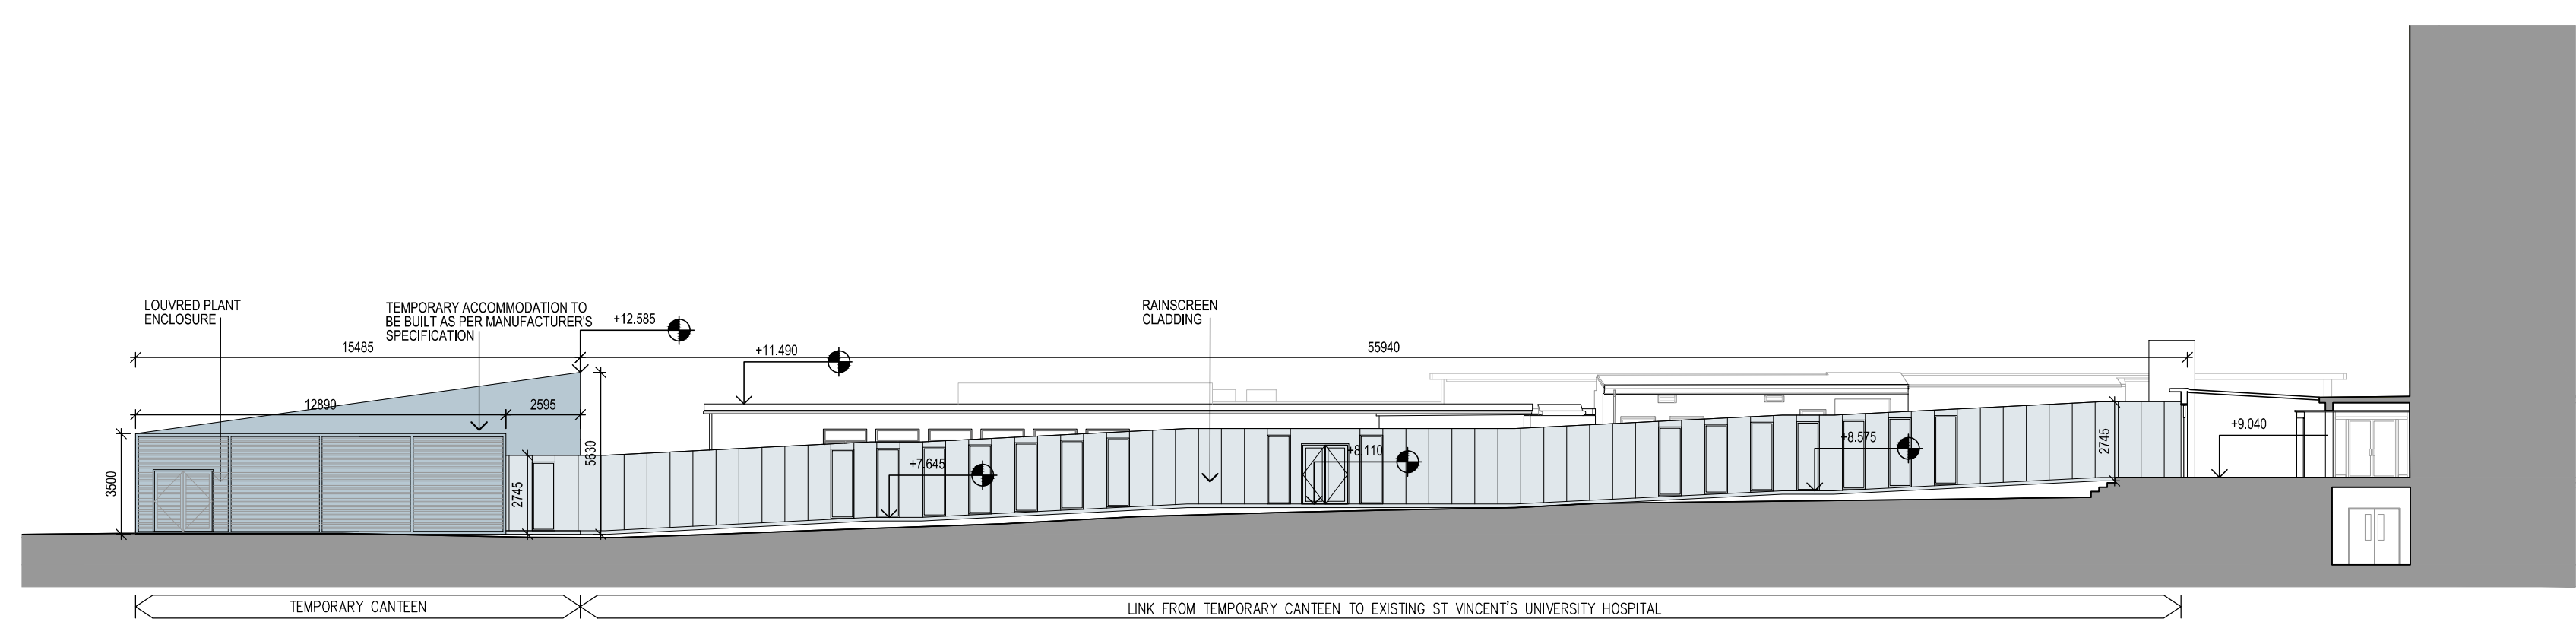 LOUVRED PLANT
ENCLOSURE
TEMPORARY ACCOMMODATION TO
BE BUILT AS PER MANUFACTURER'S
SPECIFICATION
+12.585
RAINSCREEN
CLADDING
15485
+11.490
55940
12890
2595
5630
3500
2745
+7.645
+8.110
+8.575
2745
+9.040
TEMPORARY CANTEEN
LINK FROM TEMPORARY CANTEEN TO EXISTING ST VINCENT'S UNIVERSITY HOSPITAL